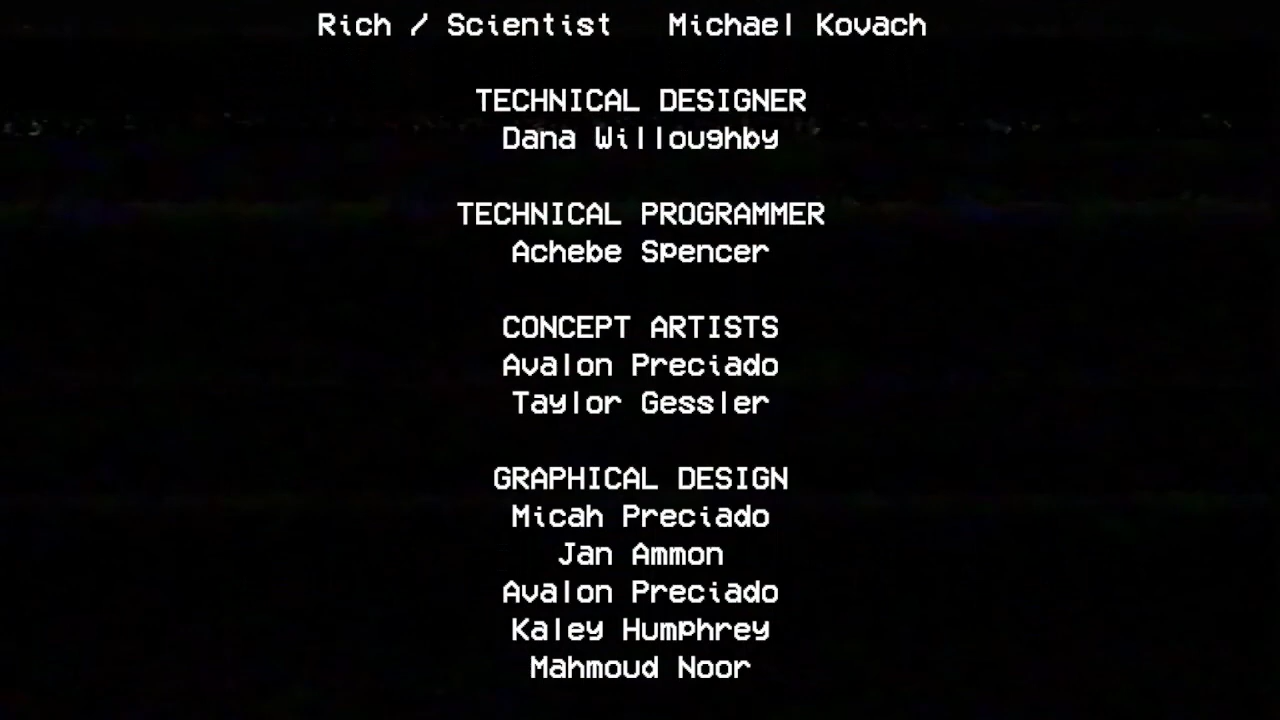 Rich / Scientist Michael Kovach
TECHNICAL DESIGNER
Dana Willoughby
TECHNICAL PROGRAMMER
Achebe Spencer
CONCEPT ARTISTS
Avalon Preciado
Taylor Gessler
GRAPHICAL DESIGN
Micah Preciado
Jan Ammon
Avalon Preciado
Kaley Humphrey
Mahmoud Noor